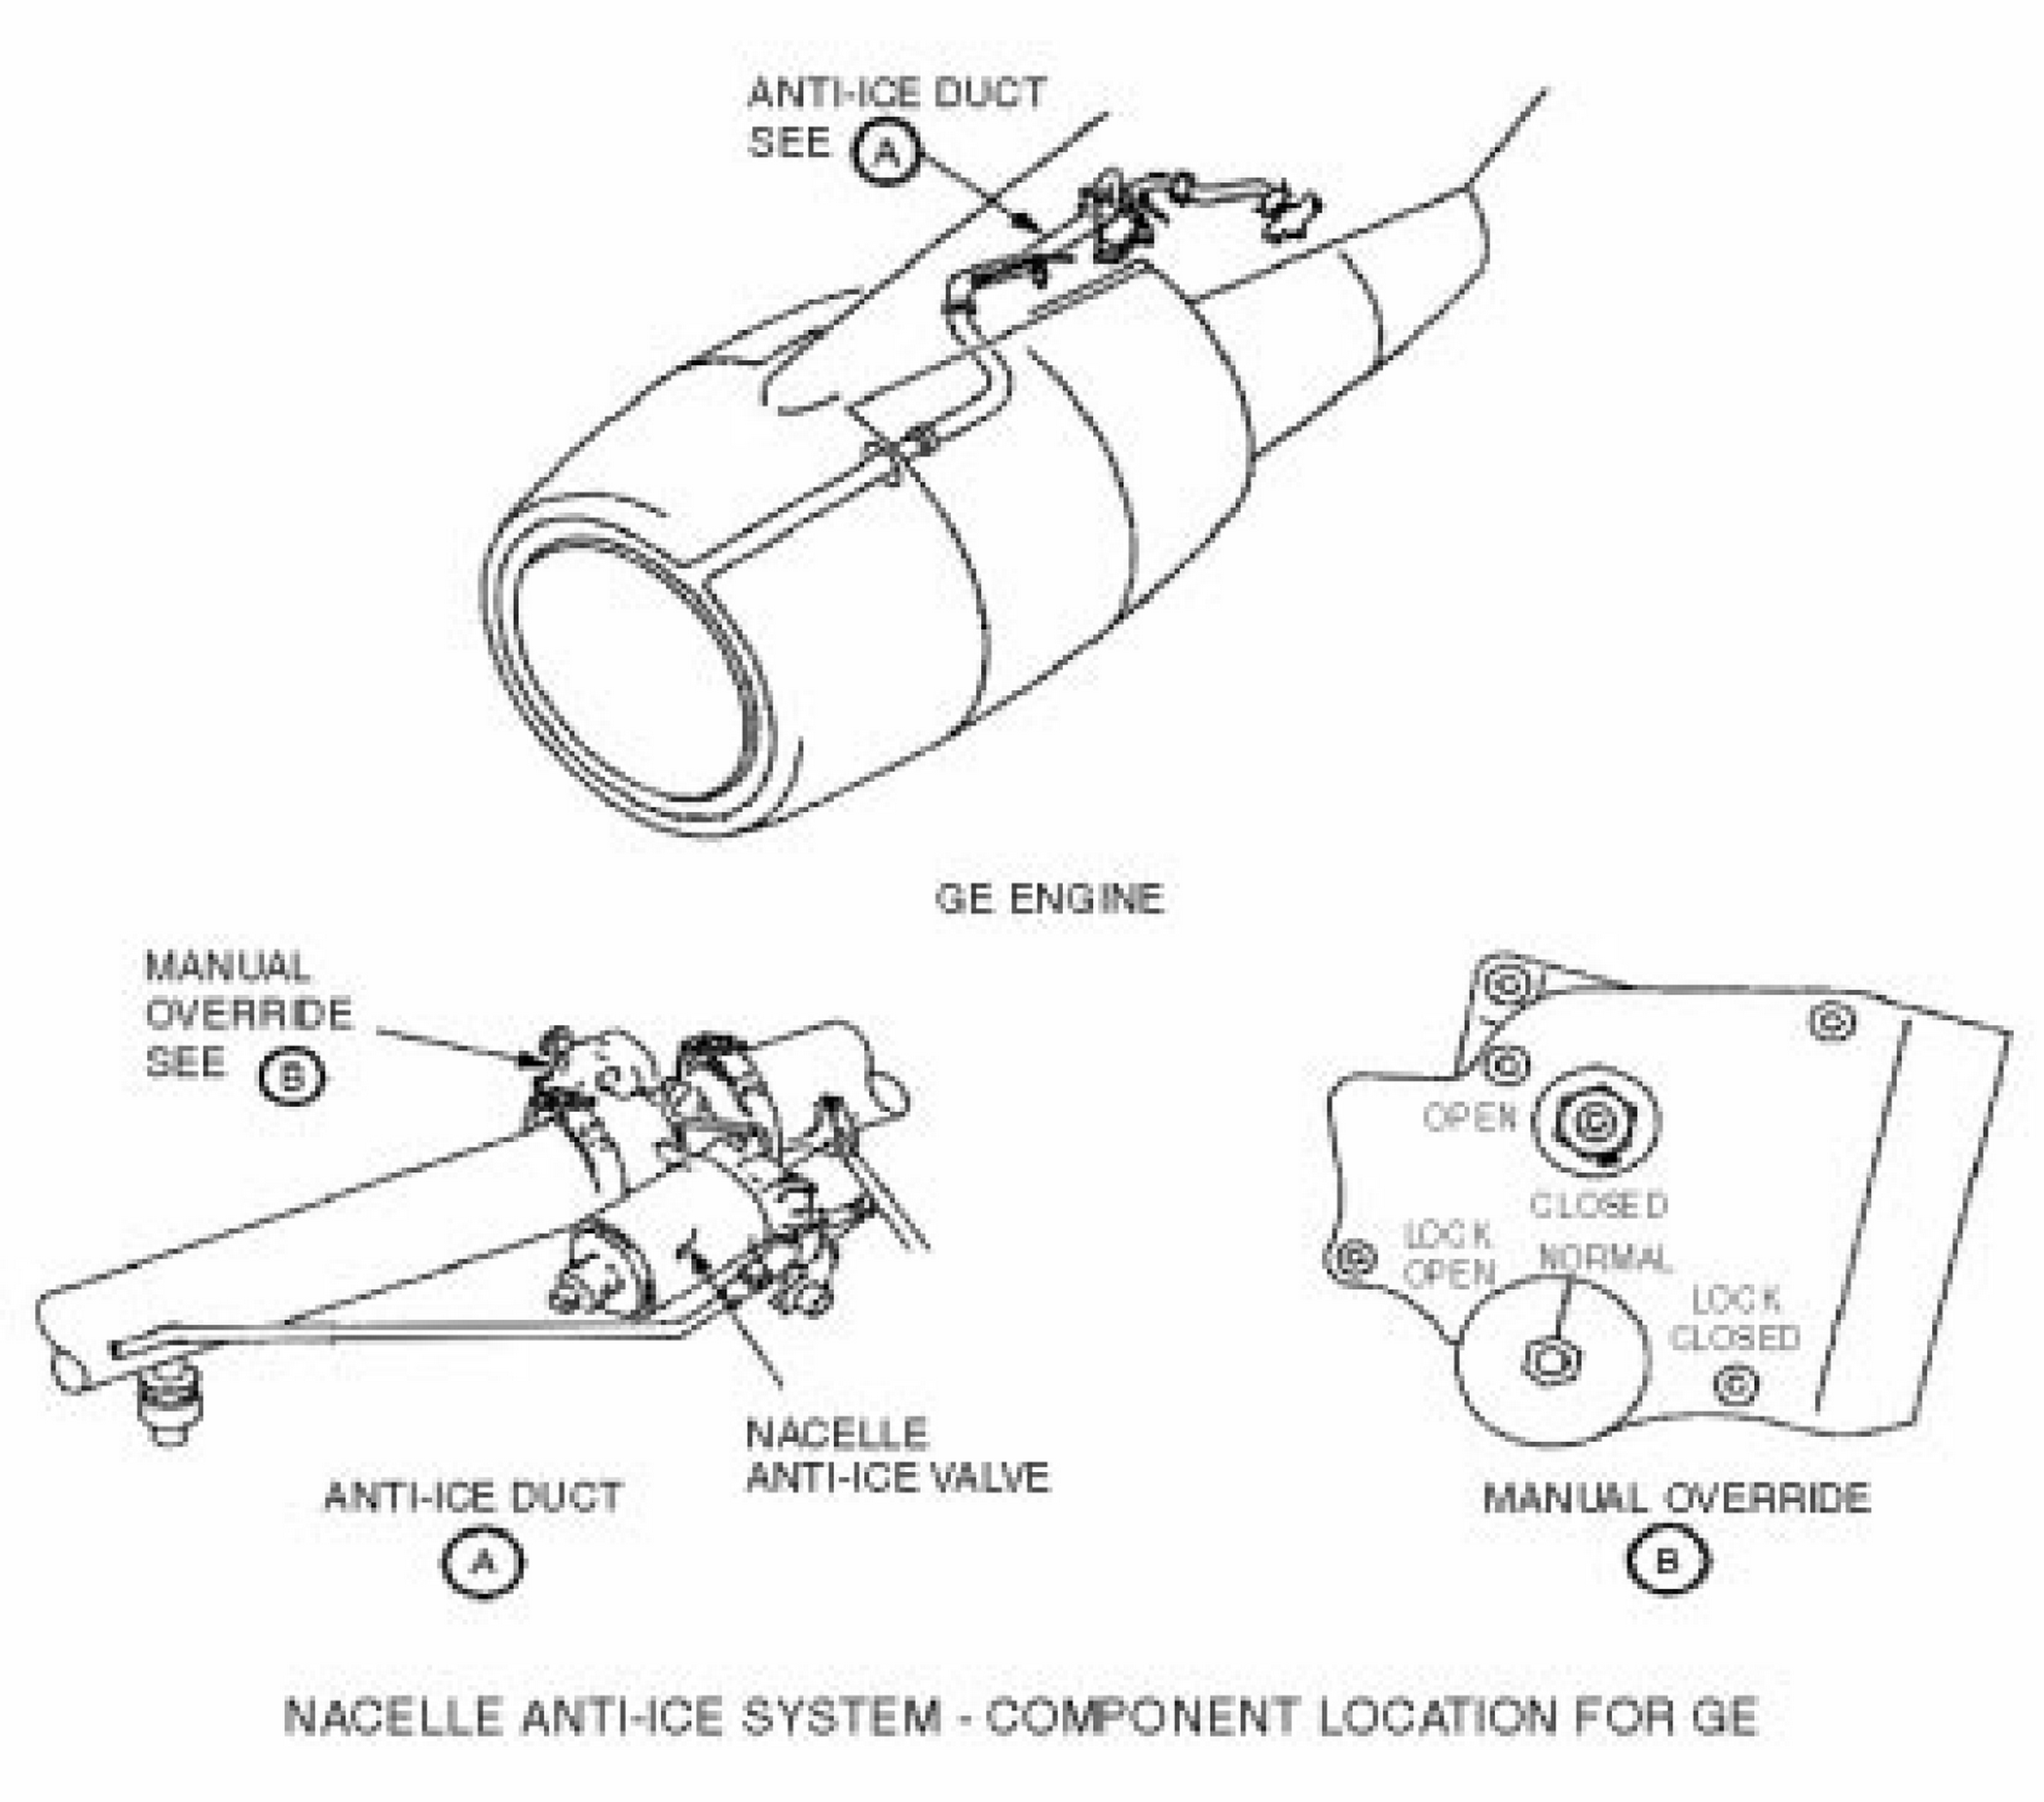 ANTI-ICE DUCT
SEE A
GE ENGINE
MANUAL
OVERRIDE
SEE B
NACELLE
ANTI-ICE VALVE
ANTI-ICE DUCT
A
OPEN
CLOSED
LOCK
OPEN
NORMAL
LOCK
CLOSED
MANUAL OVERRIDE
B
NACELLE ANTI-ICE SYSTEM - COMPONENT LOCATION FOR GE